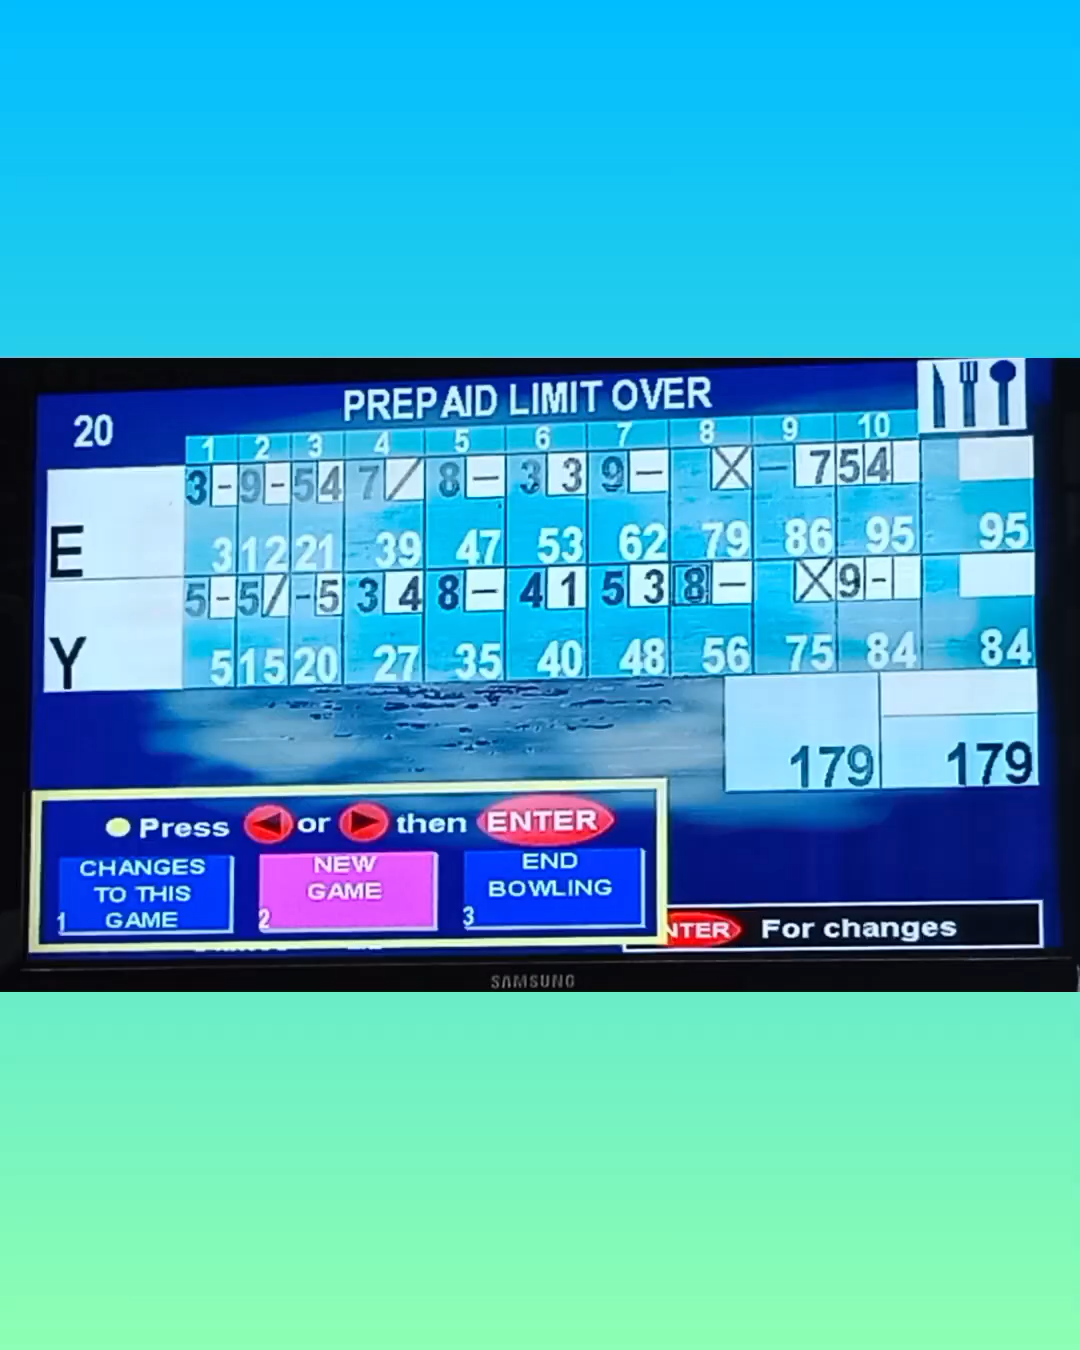 PREPAID LIMIT OVER
20
1 2 3 4 5 6 7 8 9 10
3 - 9 - 5 4 7 / 8 - 3 3 9 - X - 7 5 4
E 3 12 21 39 47 53 62 79 86 95 95
5 - 5 / - 5 3 4 8 - 4 1 5 3 8 - X 9 -
Y 5 15 20 27 35 40 48 56 75 84 84
179 179
Press ◀ or ▶ then ENTER
CHANGES
TO THIS
GAME
1
NEW
GAME
2
END
BOWLING
3
NTER For changes
SAMSUNG